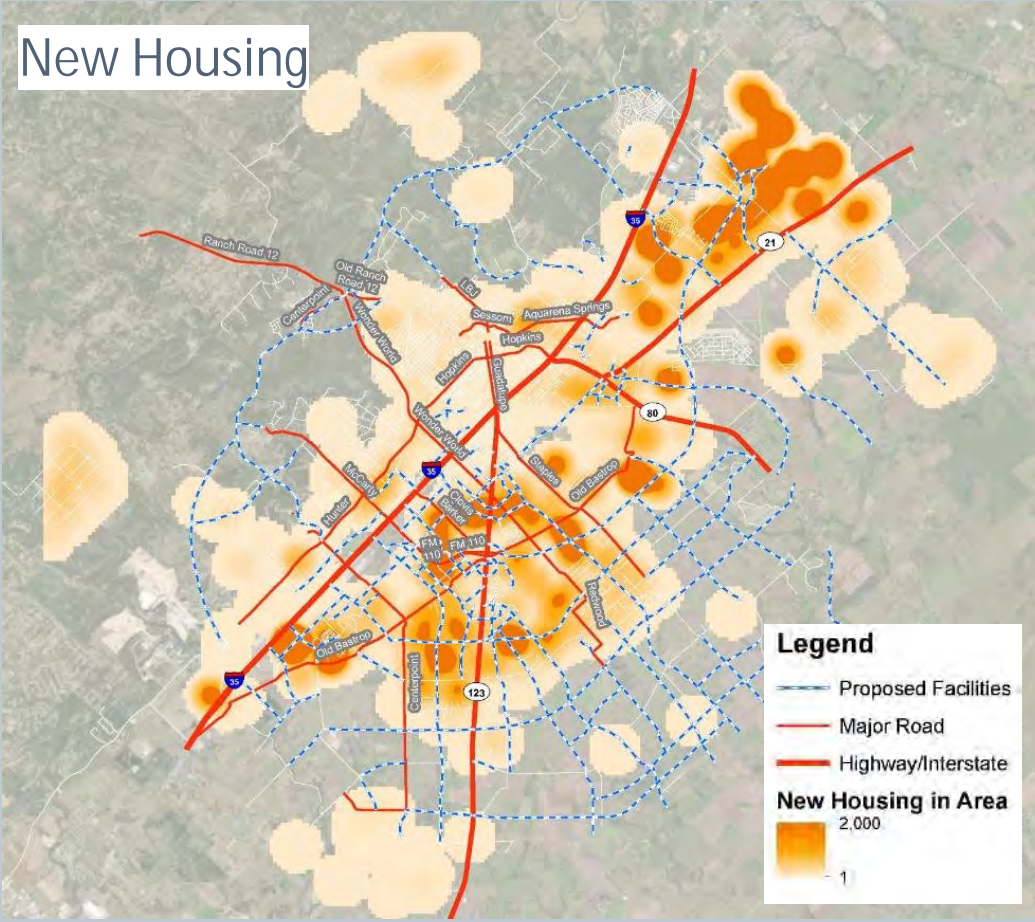 New Housing
35
21
Ranch Road 12
Old Ranch
Road 12
Centerpoint
LBJ
Sessom
Aquarena Springs
Wonder World
Hopkins
Hopkins
Guadalupe
80
Wonder World
35
Staples
Old Bastrop
McCarty
Hunter
Clovis
Barker
FM
110
FM 110
Redwood
Old Bastrop
Centerpoint
35
123
Legend
Proposed Facilities
Major Road
Highway/Interstate
New Housing in Area
2,000
1